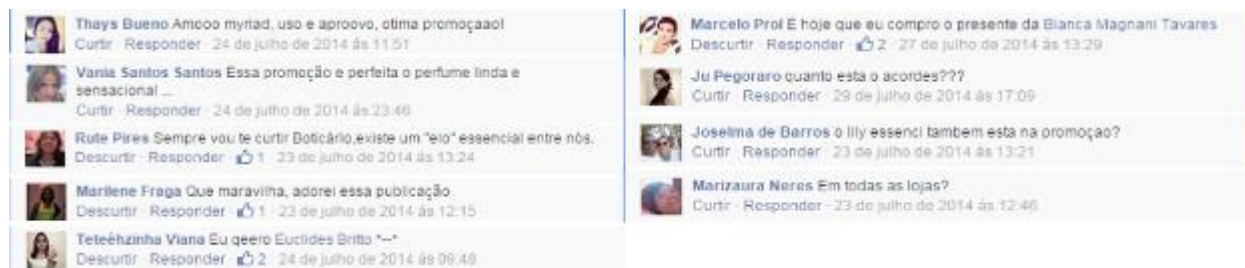 Thays Bueno Amooo myriad, uso e aproovo, otima promoçaao!
Curtir · Responder · 24 de julho de 2014 às 11:51
Vania Santos Santos Essa promoção e perfeita o perfume linda e
sensacional ...
Curtir · Responder · 24 de julho de 2014 às 23:46
Rute Pires Sempre vou te curtir Boticário,existe um "elo" essencial entre nós.
Descurtir · Responder · 1 · 23 de julho de 2014 às 13:24
Marilene Fraga Que maravilha, adorei essa publicação
Descurtir · Responder · 1 · 23 de julho de 2014 às 12:15
Teteéhzinha Viana Eu qeero Euclides Britto *--*
Descurtir · Responder · 2 · 24 de julho de 2014 às 09:48
Marcelo Prol E hoje que eu compro o presente da Bianca Magnani Tavares
Descurtir · Responder · 2 · 27 de julho de 2014 às 13:29
Ju Pegoraro quanto esta o acordes???
Curtir · Responder · 29 de julho de 2014 às 17:09
Joselma de Barros o lily essenci tambem esta na promoçao?
Curtir · Responder · 23 de julho de 2014 às 13:21
Marizaura Neres Em todas as lojas?
Curtir · Responder · 23 de julho de 2014 às 12:46